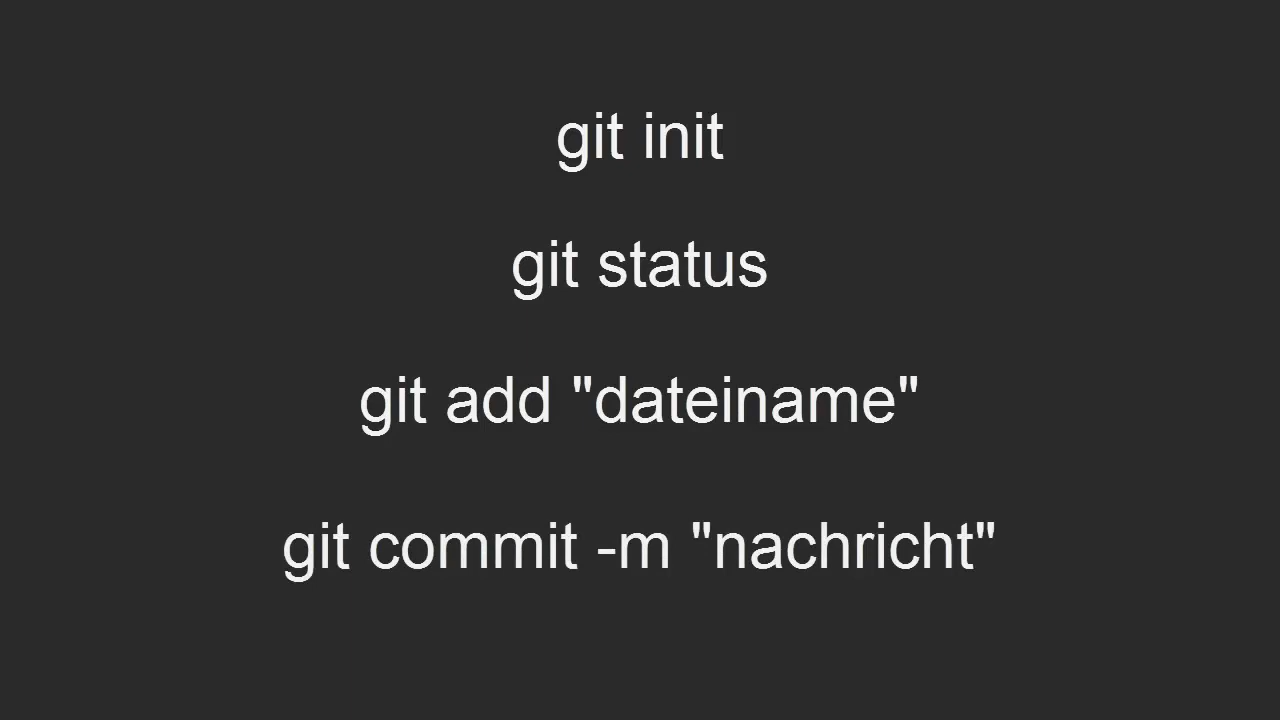 git init
git status
git add "dateiname"
git commit -m "nachricht"